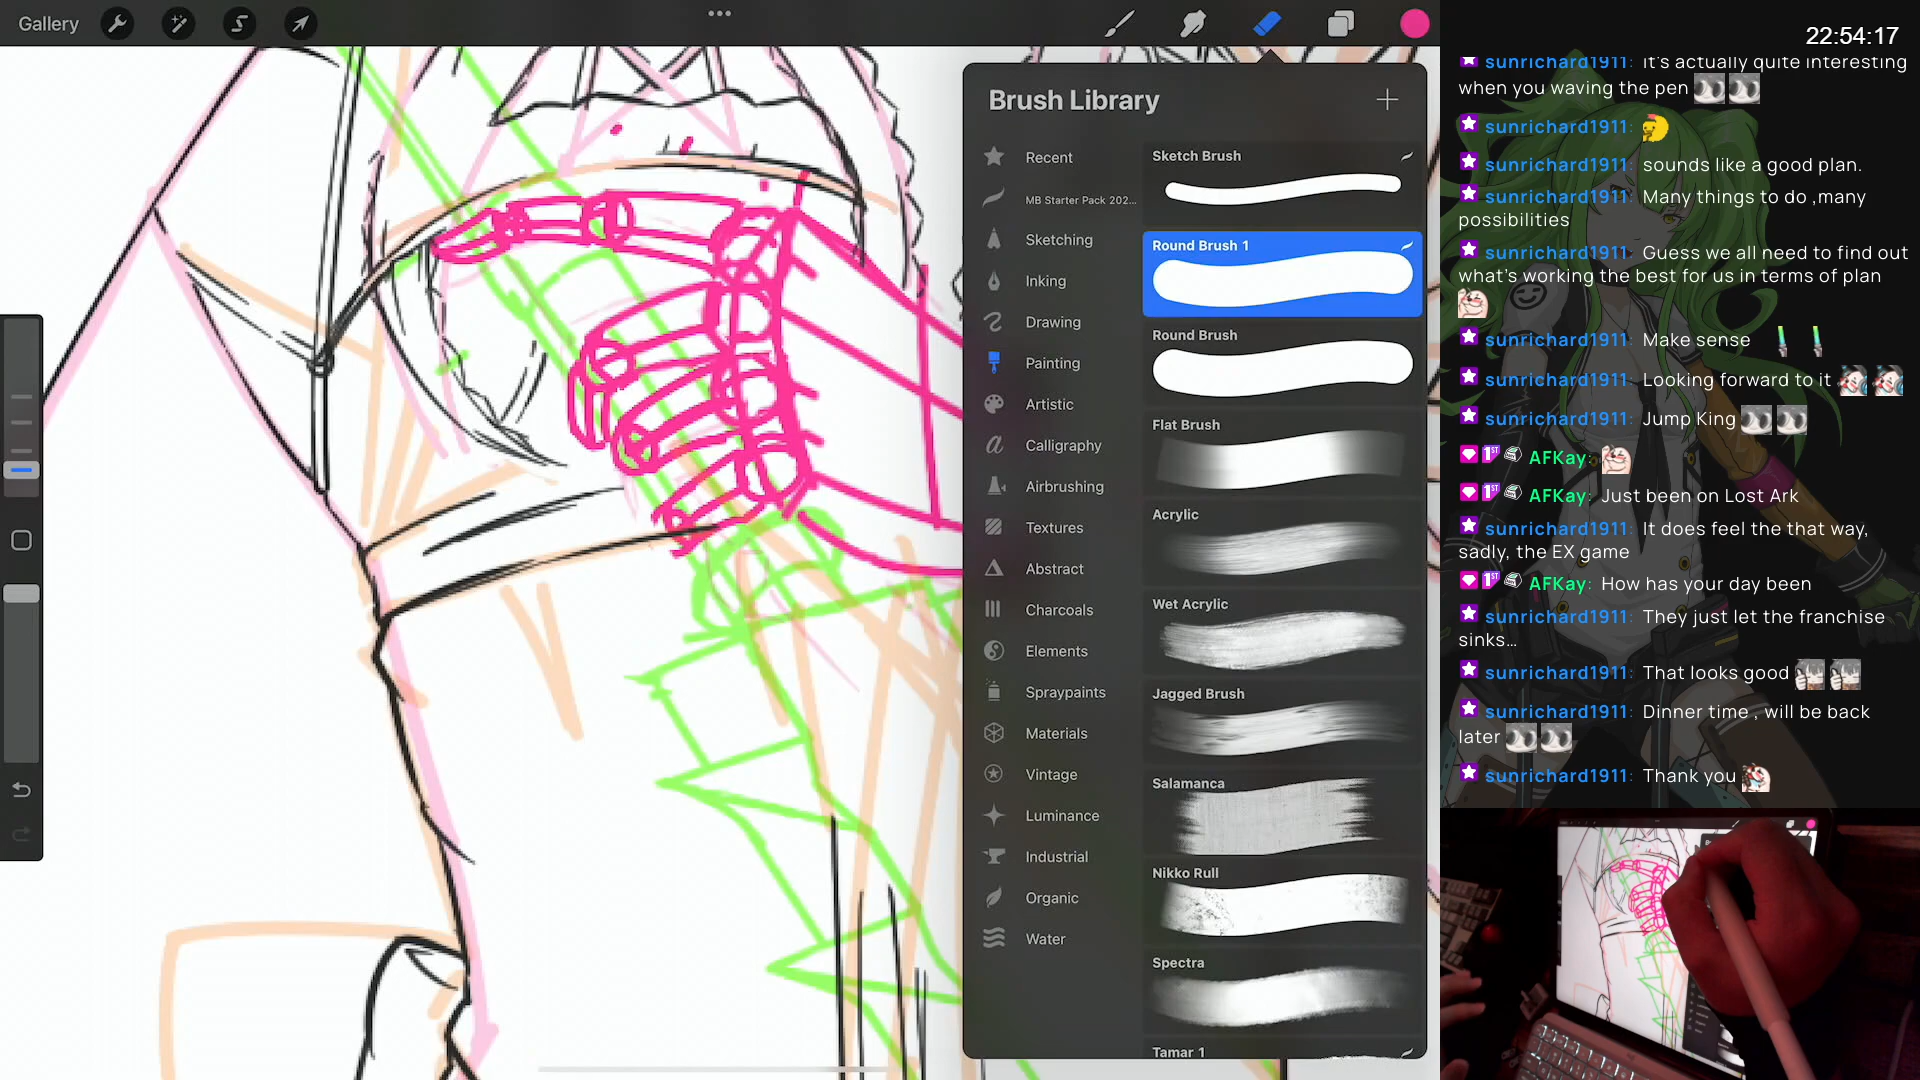 Gallery
Brush Library
Recent
MB Starter Pack 202...
Sketching
Inking
Drawing
Painting
Artistic
Calligraphy
Airbrushing
Textures
Abstract
Charcoals
Elements
Spraypaints
Materials
Vintage
Luminance
Industrial
Organic
Water
Sketch Brush
Round Brush 1
Round Brush
Flat Brush
Acrylic
Wet Acrylic
Jagged Brush
Salamanca
Nikko Rull
Spectra
Tamar 1
22:54:17
sunrichard1911: it's actually quite interesting
when you waving the pen
sunrichard1911:
sunrichard1911: sounds like a good plan.
sunrichard1911: Many things to do ,many
possibilities
sunrichard1911: Guess we all need to find out
what's working the best for us in terms of plan
sunrichard1911: Make sense
sunrichard1911: Looking forward to it
sunrichard1911: Jump King
1ST AFKay:
1ST AFKay: Just been on Lost Ark
sunrichard1911: It does feel the that way,
sadly, the EX game
1ST AFKay: How has your day been
sunrichard1911: They just let the franchise
sinks…
sunrichard1911: That looks good
sunrichard1911: Dinner time , will be back
later
sunrichard1911: Thank you